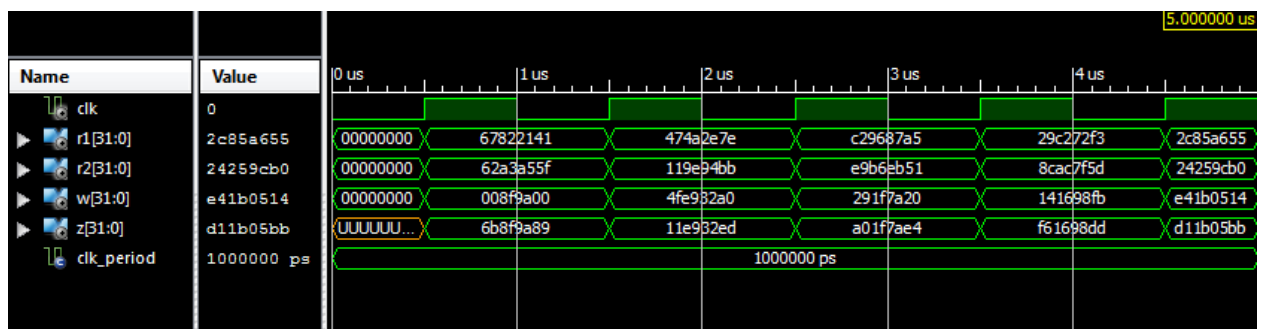 5.000000 us
Name Value 0 us 1 us 2 us 3 us 4 us
clk 0
r1[31:0] 2c85a655 00000000 67822141 474a2e7e c29687a5 29c272f3 2c85a655
r2[31:0] 24259cb0 00000000 62a3a55f 119e94bb e9b6eb51 8cac7f5d 24259cb0
w[31:0] e41b0514 00000000 008f9a00 4fe932a0 291f7a20 141698fb e41b0514
z[31:0] d11b05bb UUUUUU... 6b8f9a89 11e932ed a01f7ae4 f61698dd d11b05bb
clk_period 1000000 ps 1000000 ps